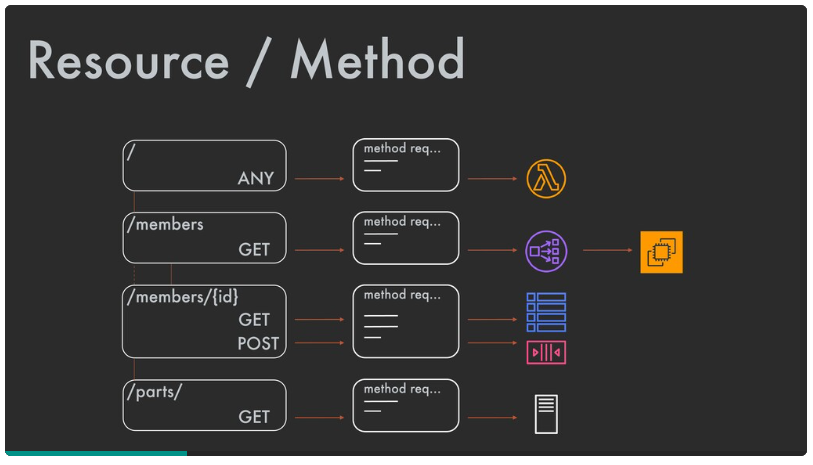 Resource / Method
/
ANY
method req...
/members
GET
method req...
/members/{id}
GET
POST
method req...
/parts/
GET
method req...